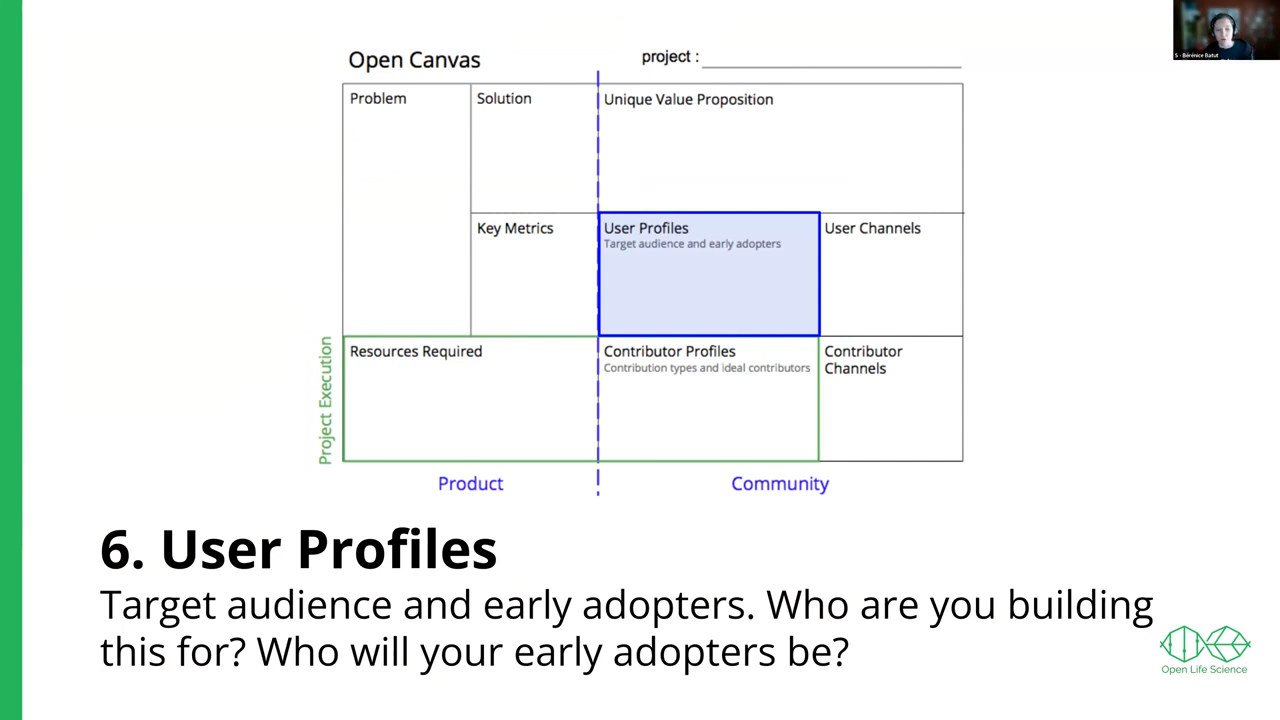 S - Bérénice Batut
Open Canvas
project :
Problem
Solution
Unique Value Proposition
Key Metrics
User Profiles
Target audience and early adopters
User Channels
Project Execution
Resources Required
Contributor Profiles
Contribution types and ideal contributors
Contributor
Channels
Product
Community
6. User Profiles
Target audience and early adopters. Who are you building
this for? Who will your early adopters be?
Open Life Science